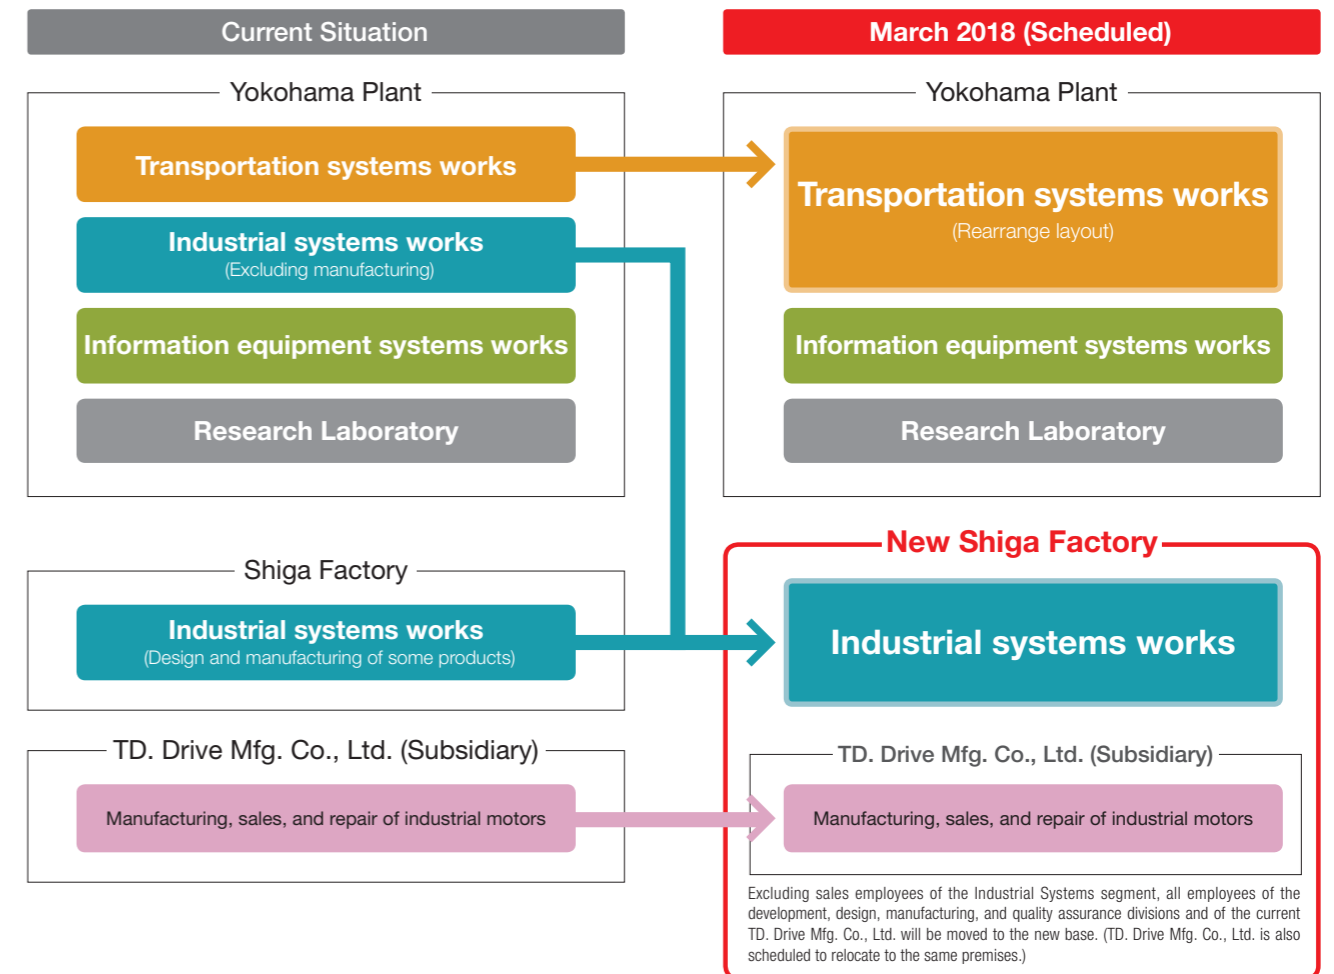 Current Situation
Yokohama Plant
Transportation systems works
Industrial systems works
(Excluding manufacturing)
Information equipment systems works
Research Laboratory
Shiga Factory
Industrial systems works
(Design and manufacturing of some products)
TD. Drive Mfg. Co., Ltd. (Subsidiary)
Manufacturing, sales, and repair of industrial motors
March 2018 (Scheduled)
Yokohama Plant
Transportation systems works
(Rearrange layout)
Information equipment systems works
Research Laboratory
New Shiga Factory
Industrial systems works
TD. Drive Mfg. Co., Ltd. (Subsidiary)
Manufacturing, sales, and repair of industrial motors
Excluding sales employees of the Industrial Systems segment, all employees of the
development, design, manufacturing, and quality assurance divisions and of the current
TD. Drive Mfg. Co., Ltd. will be moved to the new base. (TD. Drive Mfg. Co., Ltd. is also
scheduled to relocate to the same premises.)